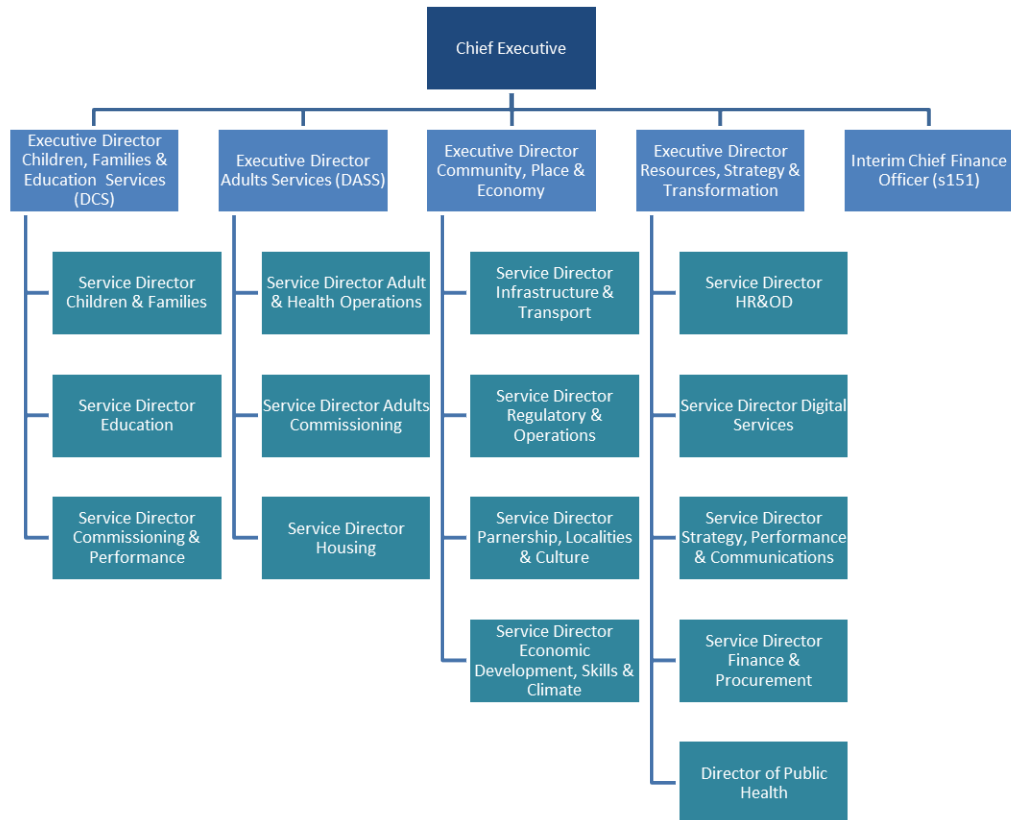 Chief Executive
Executive Director
Children, Families &
Education Services
(DCS)
Executive Director
Adults Services (DASS)
Executive Director
Community, Place &
Economy
Executive Director
Resources, Strategy &
Transformation
Interim Chief Finance
Officer (s151)
Service Director
Children & Families
Service Director
Education
Service Director
Commissioning &
Performance
Service Director Adult
& Health Operations
Service Director Adults
Commissioning
Service Director
Housing
Service Director
Infrastructure &
Transport
Service Director
Regulatory &
Operations
Service Director
Parnership, Localities
& Culture
Service Director
Economic
Development, Skills &
Climate
Service Director
HR&OD
Service Director Digital
Services
Service Director
Strategy, Performance
& Communications
Service Director
Finance &
Procurement
Director of Public
Health